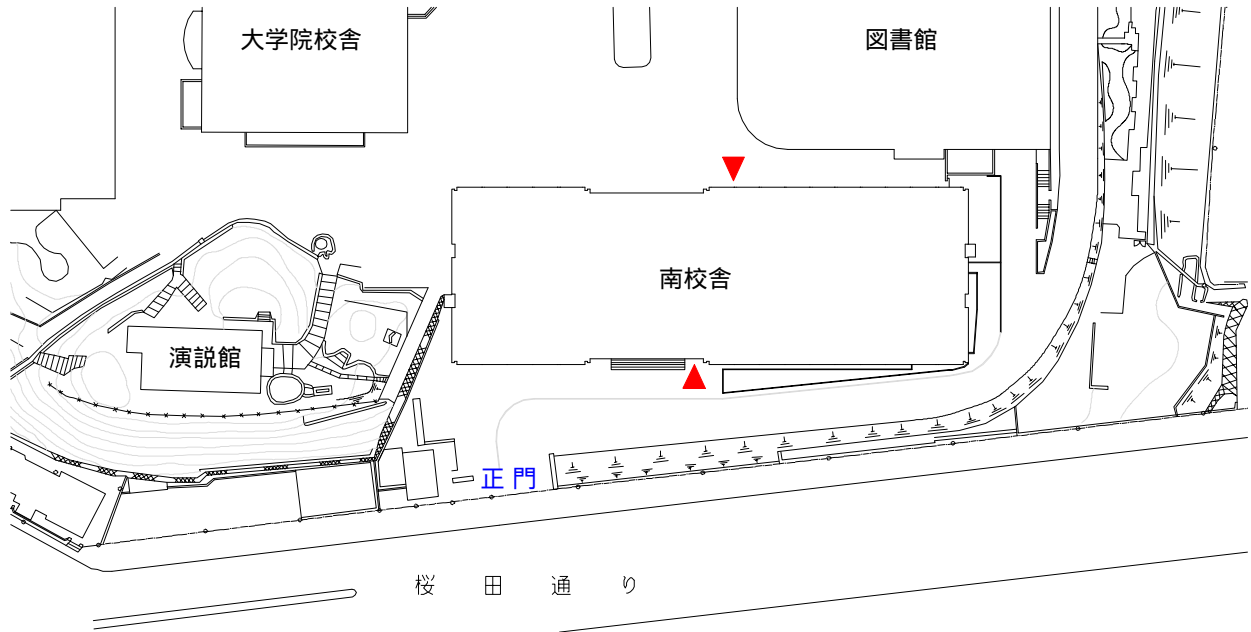 大学院校舎
図書館
南校舎
演説館
正門
桜田通り